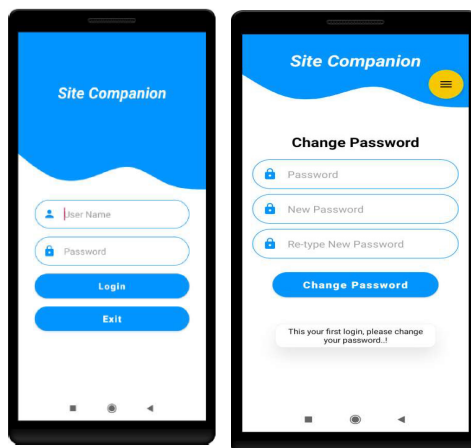 Site Companion
User Name
Password
Login
Exit
Site Companion
Change Password
Password
New Password
Re-type New Password
Change Password
This your first login, please change
your password..!